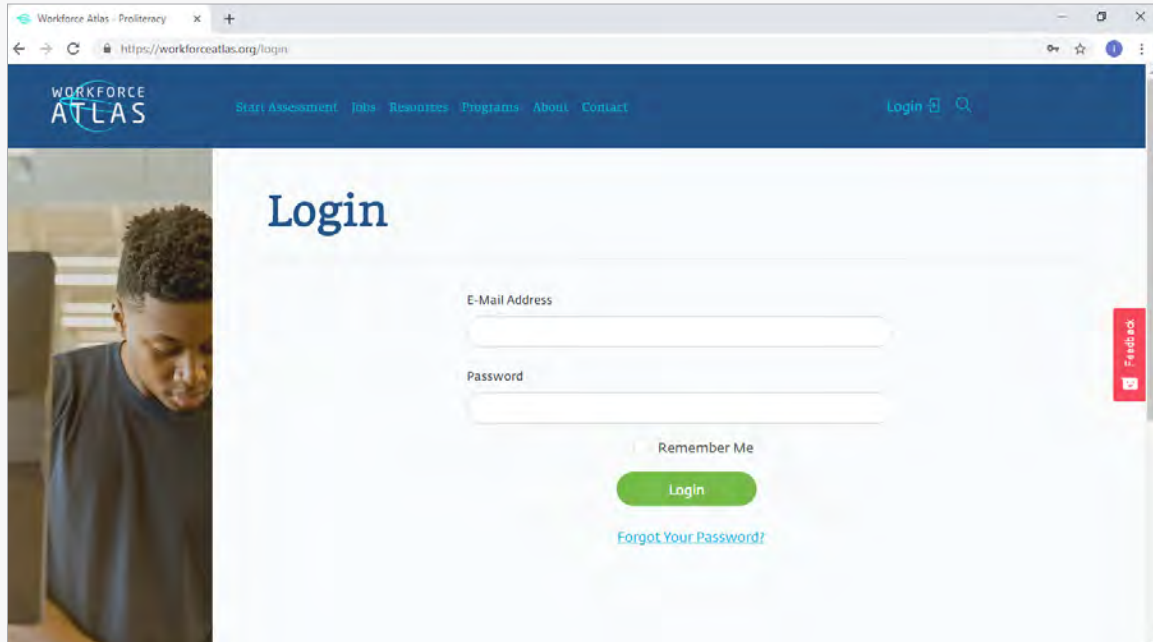 Workforce Atlas - Proliteracy
https://workforceatlas.org/login
WORKFORCE
ATLAS
Start Assessment Jobs Resources Programs About Contact
Login
Login
E-Mail Address
Password
Remember Me
Login
Forgot Your Password?
Feedback